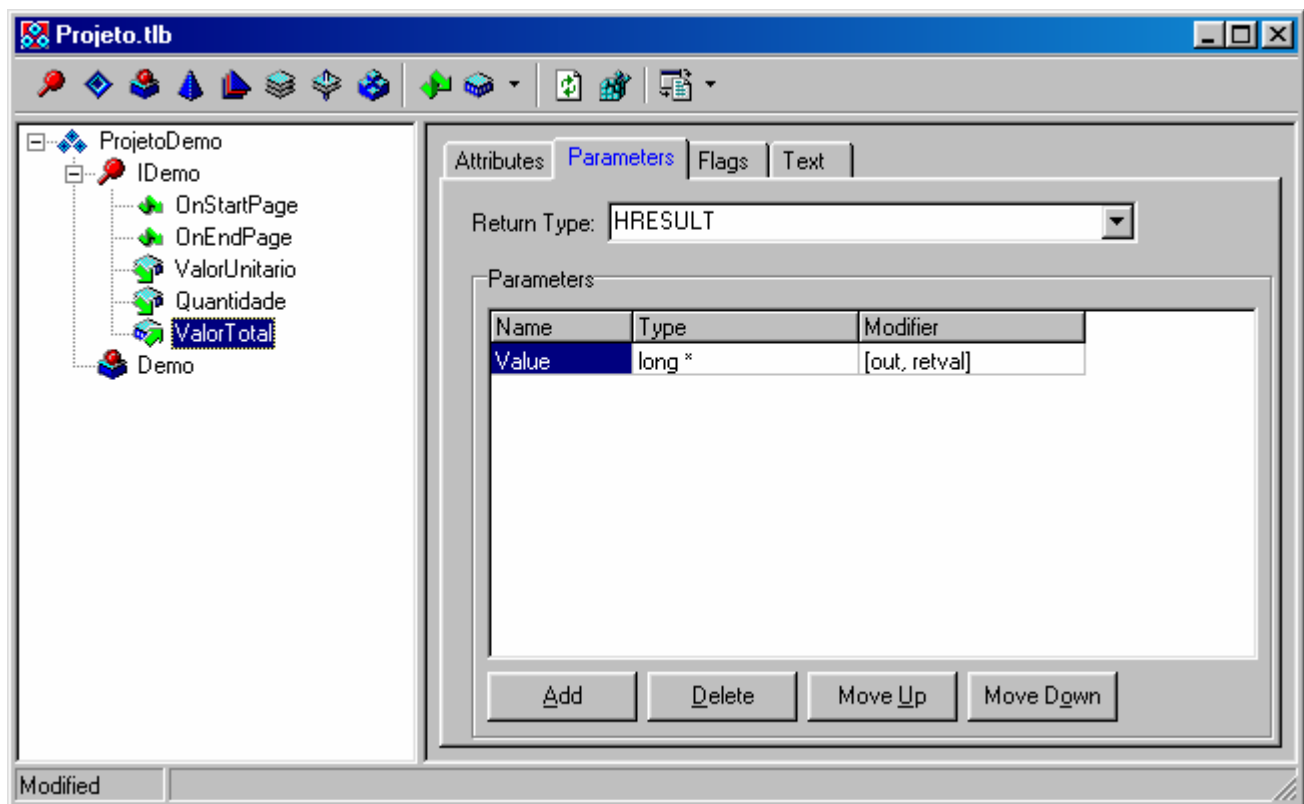 Projeto.tlb
ProjetoDemo
IDemo
OnStartPage
OnEndPage
ValorUnitario
Quantidade
ValorTotal
Demo
Attributes Parameters Flags Text
Return Type: HRESULT
Parameters
Name Type Modifier
Value long * [out, retval]
Add Delete Move Up Move Down
Modified